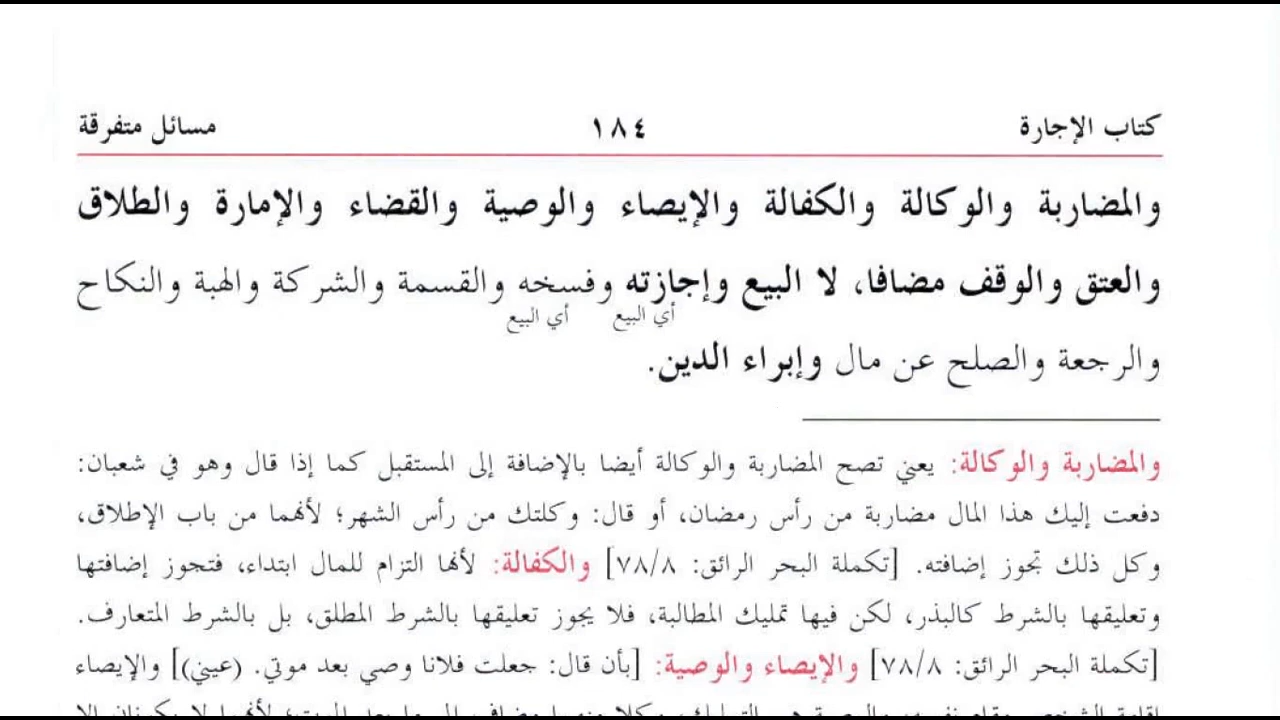 كتاب الإجارة ١٨٤ مسائل متفرقة
والمضاربة والوكالة والكفالة والإيصاء والوصية والقضاء والإمارة والطلاق
والعتق والوقف مضافا، لا البيع وإجازته وفسخه والقسمة والشركة والهبة والنكاح
أي البيع أي البيع
والرجعة والصلح عن مال وإبراء الدين.
والمضاربة والوكالة: يعني تصح المضاربة والوكالة أيضا بالإضافة إلى المستقبل كما إذا قال وهو في شعبان:
دفعت إليك هذا المال مضاربة من رأس رمضان، أو قال: وكلتك من رأس الشهر؛ لأنهما من باب الإطلاق،
وكل ذلك تجوز إضافته. [تكملة البحر الرائق: ٧٨/٨] والكفالة: لأنها التزام للمال ابتداء، فتجوز إضافتها
وتعليقها بالشرط كالبذر، لكن فيها تمليك المطالبة، فلا يجوز تعليقها بالشرط المطلق، بل بالشرط المتعارف.
[تكملة البحر الرائق: ٧٨/٨] والإيصاء والوصية: [بأن قال: جعلت فلانا وصي بعد موتي. (عيني)] والإيصاء